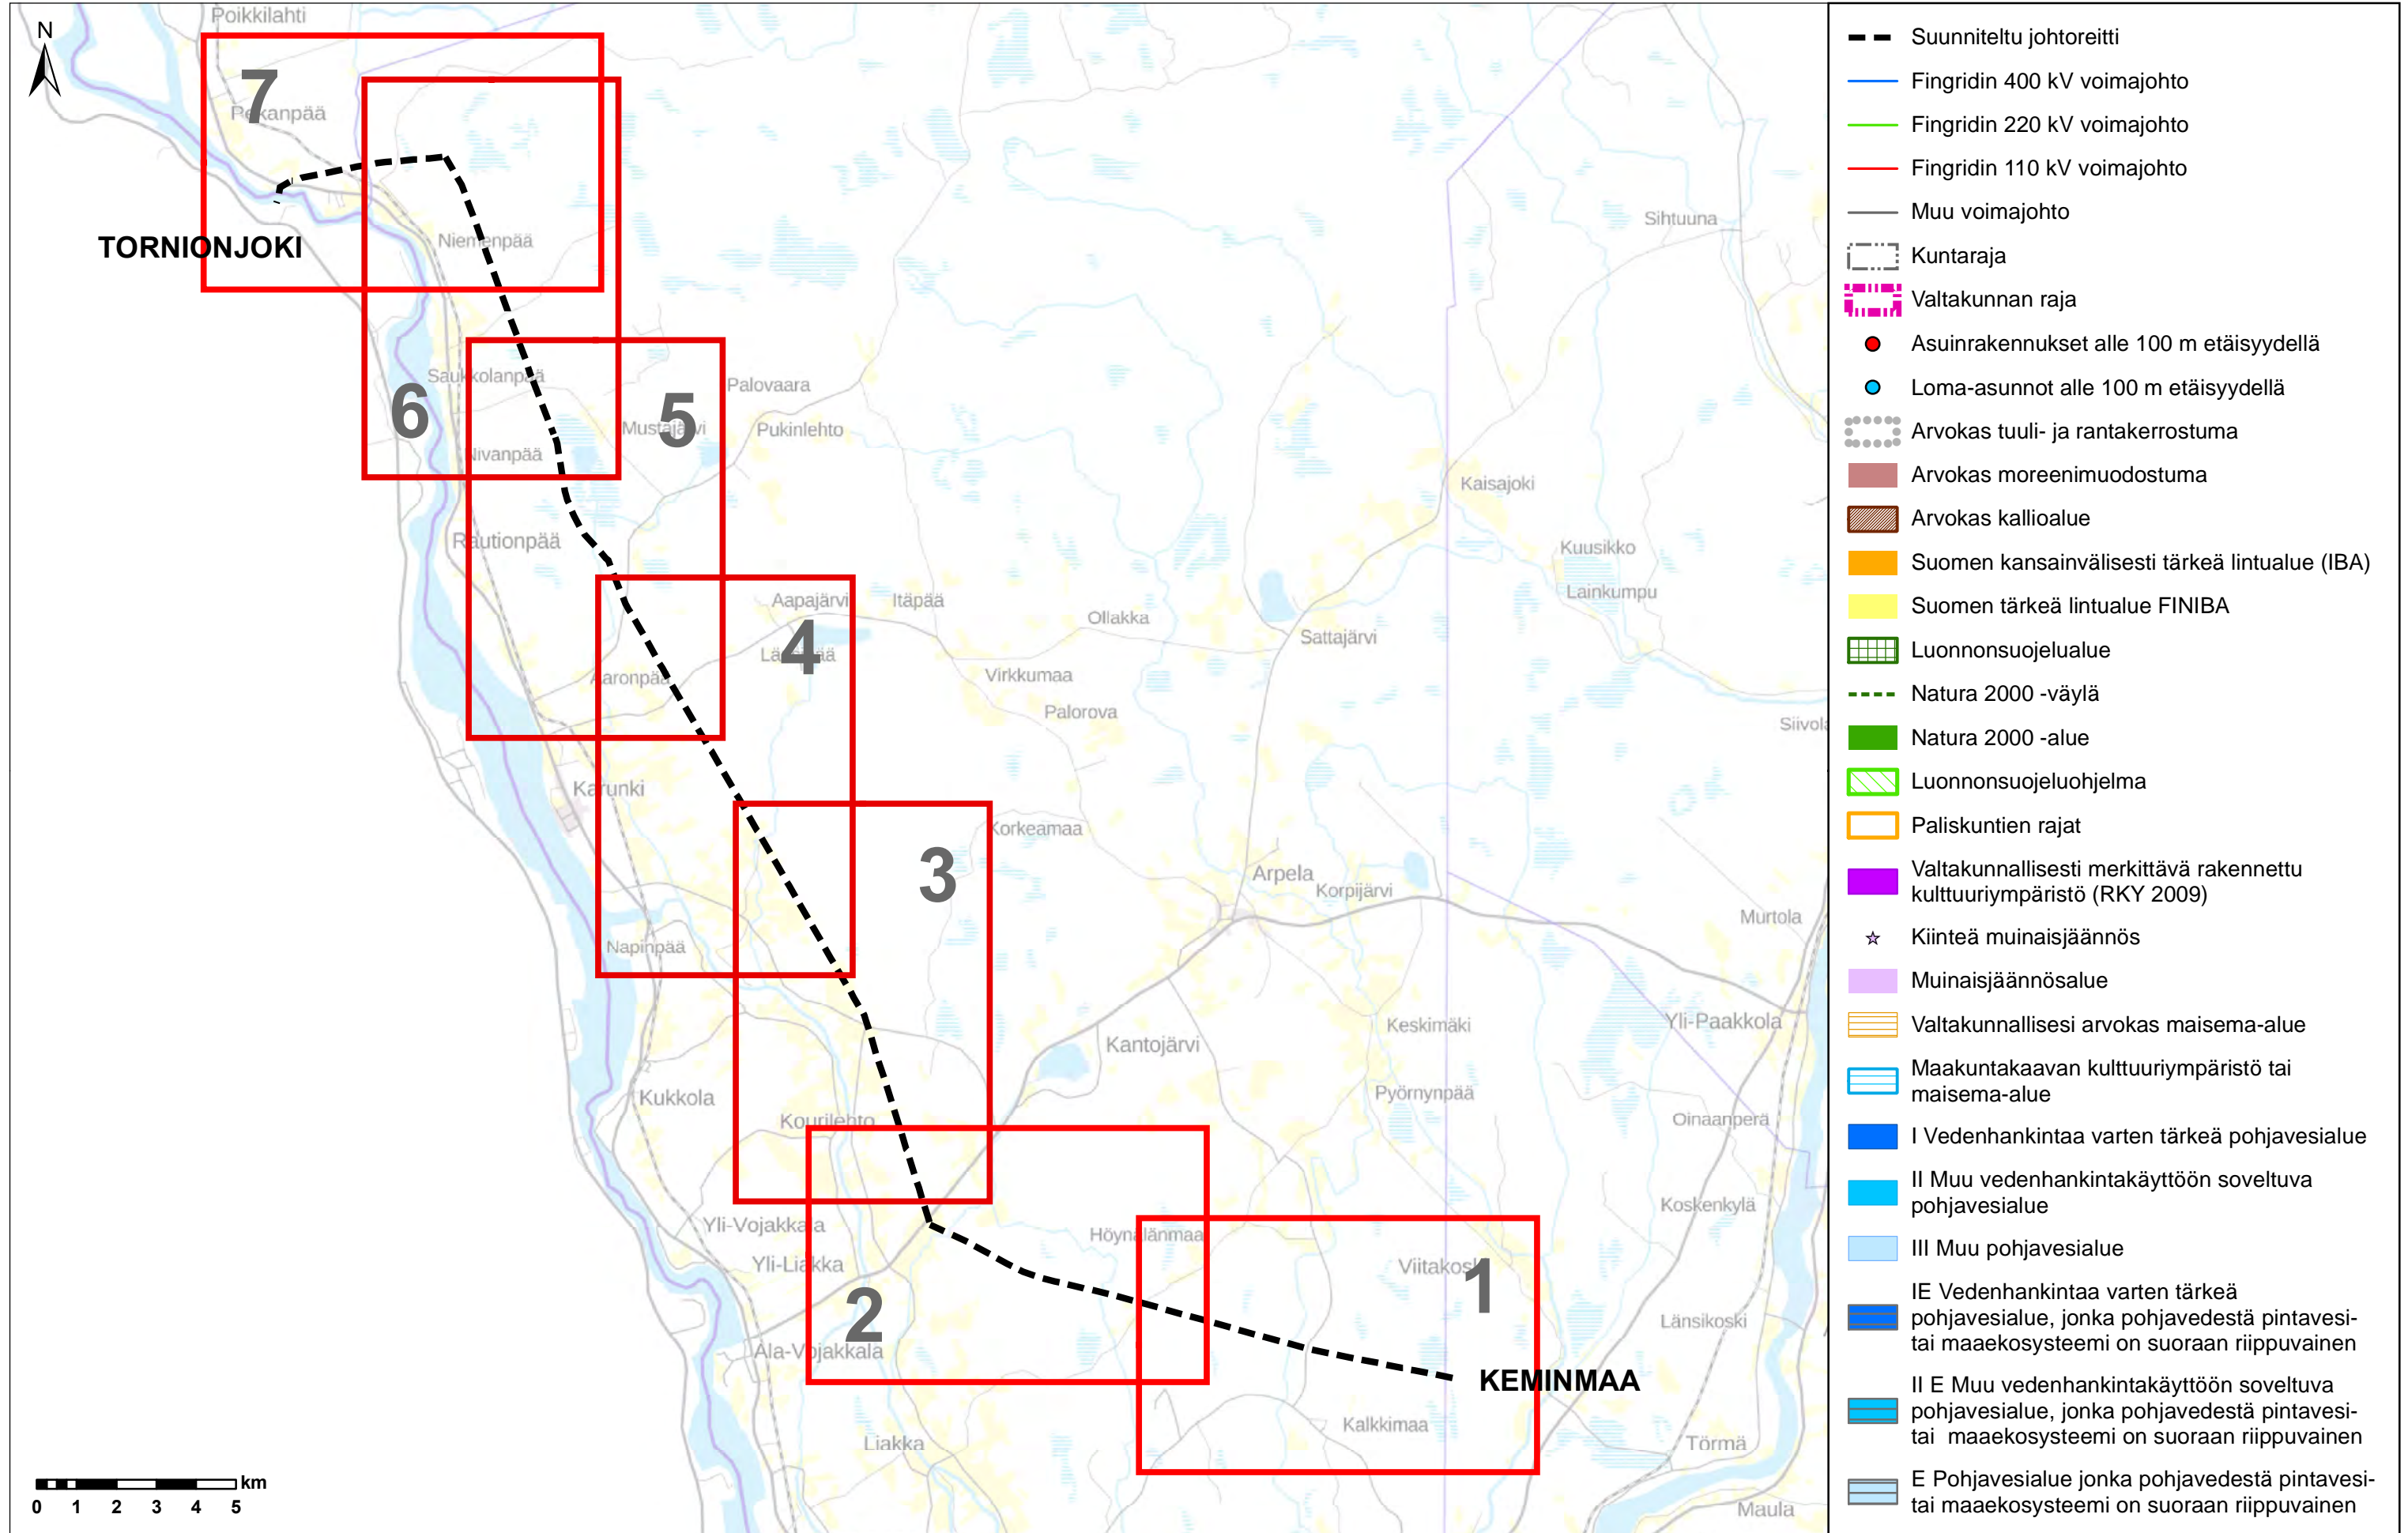 N
Poikkilahti
7
Pekanpää
TORNIONJOKI
Niemenpää
Sihtuuna
Saukkolanpää
6
5
Palovaara
Mustajärvi
Pukinlehto
Nivanpää
Kaisajoki
Rautionpää
Kuusikko
Lainkumpu
Aapajärvi
Itäpää
Ollakka
Sattajärvi
4
Aaronpää
Virkkumaa
Palorova
Siivola
Karunki
Korkeamaa
3
Arpela
Korpijärvi
Murtola
Napinpää
Keskimäki
Yli-Paakkola
Kantojärvi
Kukkola
Pyörnynpää
Kourilehto
Oinaanperä
Koskenkylä
Yli-Vojakkala
Höynälänmaa
Yli-Liakka
Viitakoski
1
2
Länsikoski
Ala-Vojakkala
KEMINMAA
Kalkkimaa
Liakka
Törmä
Maula
km
0 1 2 3 4 5
Suunniteltu johtoreitti
Fingridin 400 kV voimajohto
Fingridin 220 kV voimajohto
Fingridin 110 kV voimajohto
Muu voimajohto
Kuntaraja
Valtakunnan raja
Asuinrakennukset alle 100 m etäisyydellä
Loma-asunnot alle 100 m etäisyydellä
Arvokas tuuli- ja rantakerrostuma
Arvokas moreenimuodostuma
Arvokas kallioalue
Suomen kansainvälisesti tärkeä lintualue (IBA)
Suomen tärkeä lintualue FINIBA
Luonnonsuojelualue
Natura 2000 -väylä
Natura 2000 -alue
Luonnonsuojeluohjelma
Paliskuntien rajat
Valtakunnallisesti merkittävä rakennettu
kulttuuriympäristö (RKY 2009)
Kiinteä muinaisjäännös
Muinaisjäännösalue
Valtakunnallisesi arvokas maisema-alue
Maakuntakaavan kulttuuriympäristö tai
maisema-alue
I Vedenhankintaa varten tärkeä pohjavesialue
II Muu vedenhankintakäyttöön soveltuva
pohjavesialue
III Muu pohjavesialue
IE Vedenhankintaa varten tärkeä
pohjavesialue, jonka pohjavedestä pintavesi-
tai maaekosysteemi on suoraan riippuvainen
II E Muu vedenhankintakäyttöön soveltuva
pohjavesialue, jonka pohjavedestä pintavesi-
tai maaekosysteemi on suoraan riippuvainen
E Pohjavesialue jonka pohjavedestä pintavesi-
tai maaekosysteemi on suoraan riippuvainen